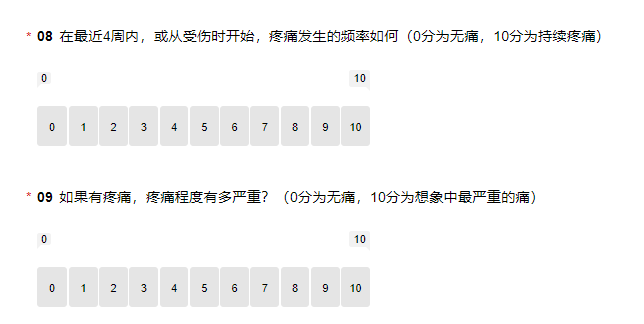 * 08 在最近4周内，或从受伤时开始，疼痛发生的频率如何（0分为无痛，10分为持续疼痛）
0 10
0 1 2 3 4 5 6 7 8 9 10
* 09 如果有疼痛，疼痛程度有多严重？（0分为无痛，10分为想象中最严重的痛）
0 10
0 1 2 3 4 5 6 7 8 9 10